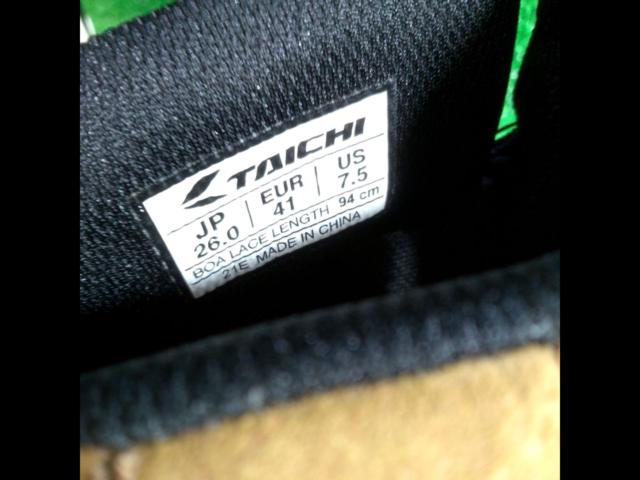 TAICHI
JP EUR US
26.0 41 7.5
BOA LACE LENGTH 94 cm
21E MADE IN CHINA